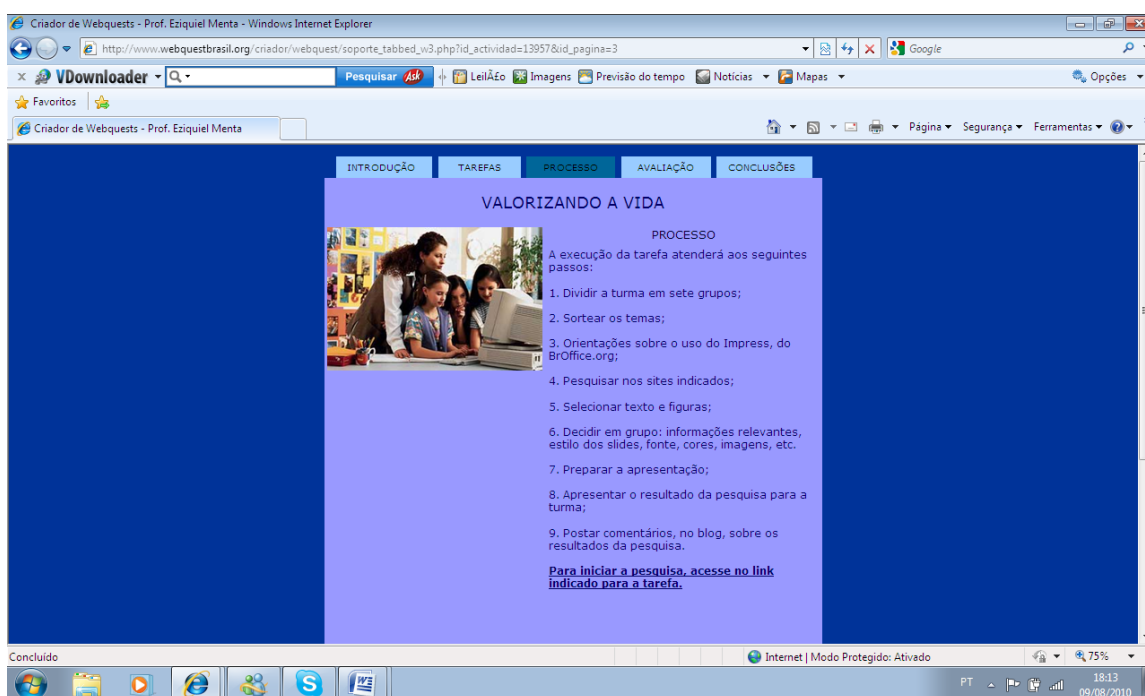 Criador de Webquests - Prof. Eziquiel Menta - Windows Internet Explorer
http://www.webquestbrasil.org/criador/webquest/soporte_tabbed_w3.php?id_actividad=13957&id_pagina=3
Google
VDownloader
Pesquisar Ask
LeilÃ£o Imagens Previsão do tempo Notícias Mapas
Opções
Favoritos
Criador de Webquests - Prof. Eziquiel Menta
Página Segurança Ferramentas
INTRODUÇÃO TAREFAS PROCESSO AVALIAÇÃO CONCLUSÕES
VALORIZANDO A VIDA
PROCESSO
A execução da tarefa atenderá aos seguintes
passos:
1. Dividir a turma em sete grupos;
2. Sortear os temas;
3. Orientações sobre o uso do Impress, do
BrOffice.org;
4. Pesquisar nos sites indicados;
5. Selecionar texto e figuras;
6. Decidir em grupo: informações relevantes,
estilo dos slides, fonte, cores, imagens, etc.
7. Preparar a apresentação;
8. Apresentar o resultado da pesquisa para a
turma;
9. Postar comentários, no blog, sobre os
resultados da pesquisa.
Para iniciar a pesquisa, acesse no link
indicado para a tarefa.
Concluído
Internet | Modo Protegido: Ativado
75%
PT
18:13
09/08/2010